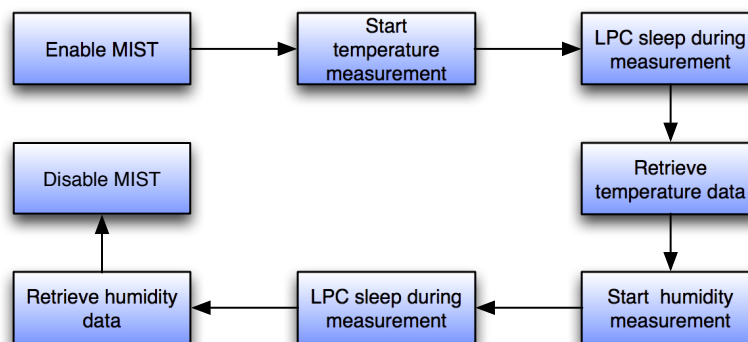 Enable MIST
Start
temperature
measurement
LPC sleep during
measurement
Retrieve
temperature data
Start humidity
measurement
LPC sleep during
measurement
Retrieve humidity
data
Disable MIST